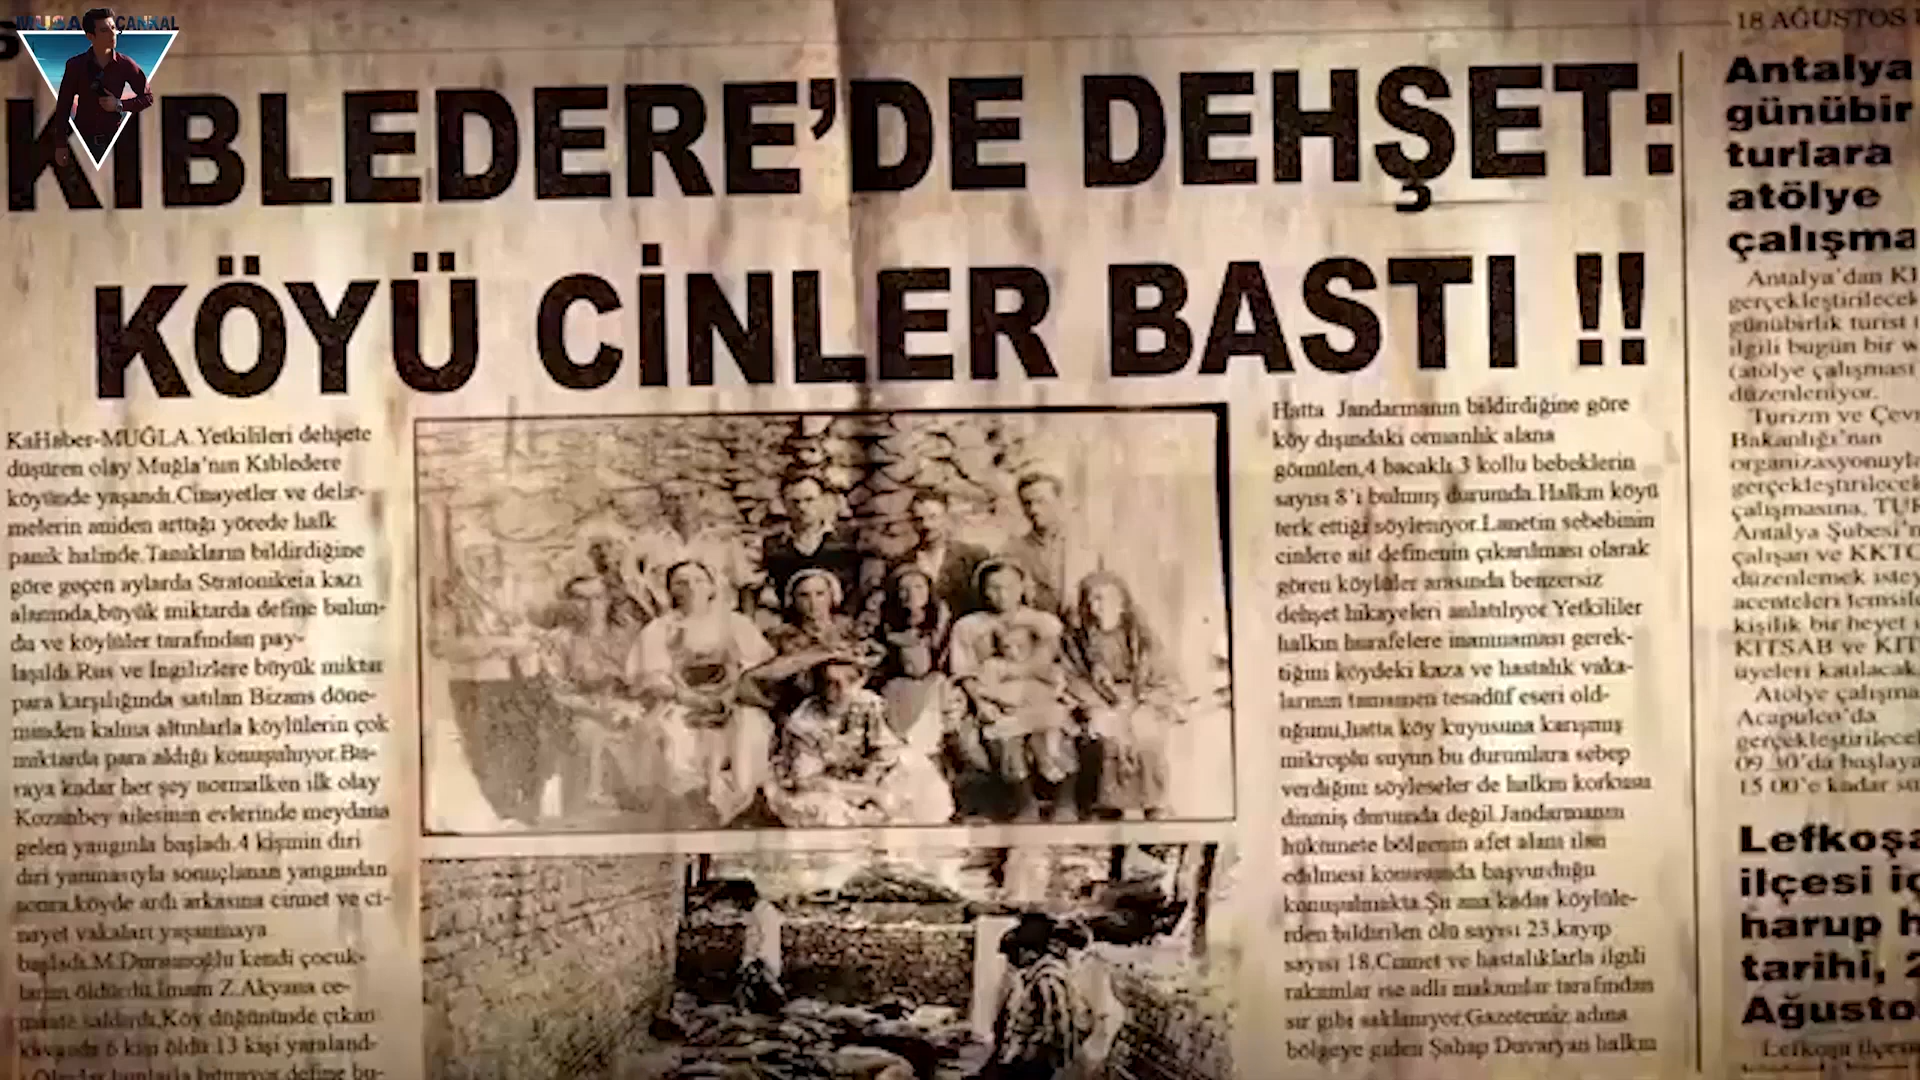 MUSA CANKAL
18 AĞUSTOS
KIBLEDERE’DE DEHŞET:
KÖYÜ CİNLER BASTI !!
KaHaber-MUĞLA.Yetkilileri dehşete
düşüren olay Muğla’nın Kıbledere
köyünde yaşandı.Cinayetler ve delir-
melerin aniden arttığı yörede halk
panik halinde.Tanıkların bildirdiğine
göre geçen aylarda Stratonikeia kazı
alanında,büyük miktarda define bulun-
du ve köylüler tarafından pay-
laşıldı.Rus ve İngilizlere büyük miktar
para karşılığında satılan Bizans döne-
minden kalma altınlarla köylülerin çok
miktarda para aldığı konuşuluyor.Bu-
raya kadar her şey normalken ilk olay
Kozanbey ailesinin evlerinde meydana
gelen yangınla başladı.4 kişinin diri
diri yanmasıyla sonuçlanan yangından
sonra,köyde ardı arkasına cinnet ve ci-
nayet vakaları yaşanmaya
başladı.M.Dursunoğlu kendi çocuk-
larını öldürdü.İmam Z.Akyana ce-
maate saldırdı.Köy düğününde çıkan
kavgada 6 kişi öldü 13 kişi yaraland-
Hatta Jandarmanın bildirdiğine göre
köy dışındaki ormanlık alana
gömülen,4 bacaklı 3 kollu bebeklerin
sayısı 8’i bulmuş durumda.Halkın köyü
terk ettiği söyleniyor.Lanetin sebebinin
cinlere ait definenin çıkarılması olarak
gören köylüler arasında benzersiz
dehşet hikayeleri anlatılıyor.Yetkililer
halkın hurafelere inanmaması gerek-
tiğini köydeki kaza ve hastalık vaka-
larının tamamen tesadüf eseri old-
uğunu,hatta köy kuyusuna karışmış
mikroplu suyun bu durumlara sebep
verdiğini söyleseler de halkın korkusu
dinmiş durumda değil.Jandarmanın
hükümete bölgenin afet alanı ilan
edilmesi konusunda başvurduğu
konuşulmakta.Şu ana kadar köylüle-
rden bildirilen ölü sayısı 23,kayıp
sayısı 18.Cinnet ve hastalıklarla ilgili
rakamlar ise adli makamlar tarafından
sır gibi saklanıyor.Gazetemiz adına
bölgeye giden Şahap Duvaryan halkın
Antalya
günübir
turlara
atölye
çalışma
Antalya’dan
gerçekleştirilecek
günübirlik turist
ilgili bugün bir
(atölye çalışması
düzenleniyor.
Turizm ve Çev
Bakanlığı’nın
organizasyonuyla
gerçekleştirilecek
çalışmasına,
Antalya Şubesi’n
çalışan ve KKTC
düzenlemek
acenteleri
kişilik bir heyet
KITSAB ve
üyeleri katılacak.
Atölye çalışma
Acapulco’da
gerçekleştirilecek
09.30’da başlaya
15.00’e kadar
Lefkoşa
ilçesi iç
harup h
tarihi, 2
Ağusto
Lefkoşa ilçesi